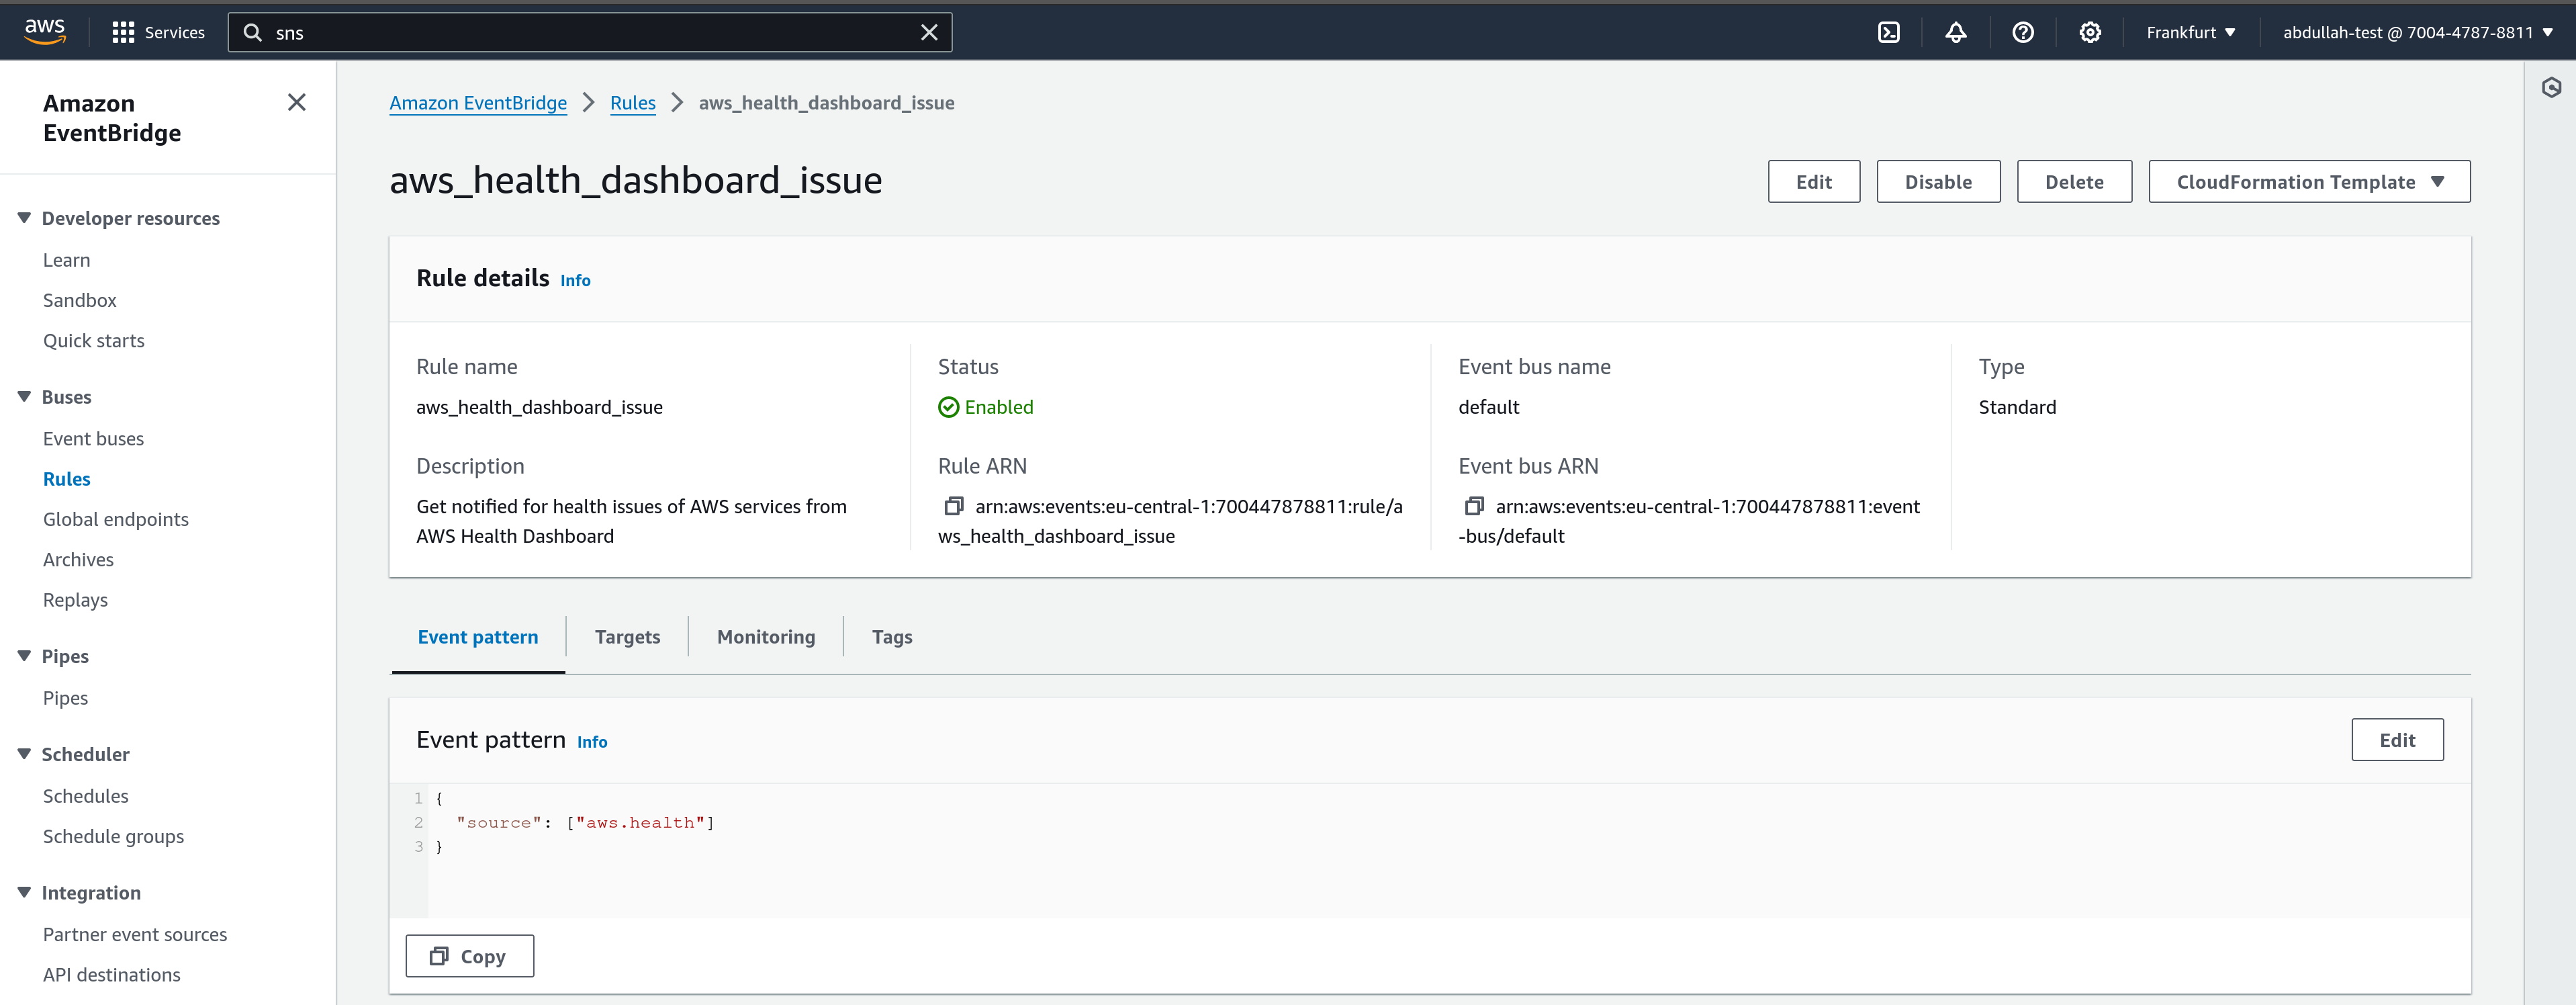 aws
Services
sns
Frankfurt
abdullah-test @ 7004-4787-8811
Amazon
EventBridge
Developer resources
Learn
Sandbox
Quick starts
Buses
Event buses
Rules
Global endpoints
Archives
Replays
Pipes
Pipes
Scheduler
Schedules
Schedule groups
Integration
Partner event sources
API destinations
Amazon EventBridge > Rules > aws_health_dashboard_issue
aws_health_dashboard_issue
Edit
Disable
Delete
CloudFormation Template
Rule details Info
Rule name
aws_health_dashboard_issue
Description
Get notified for health issues of AWS services from
AWS Health Dashboard
Status
Enabled
Rule ARN
arn:aws:events:eu-central-1:700447878811:rule/a
ws_health_dashboard_issue
Event bus name
default
Event bus ARN
arn:aws:events:eu-central-1:700447878811:event
-bus/default
Type
Standard
Event pattern
Targets
Monitoring
Tags
Event pattern Info
Edit
1 {
2   "source": ["aws.health"]
3 }
Copy